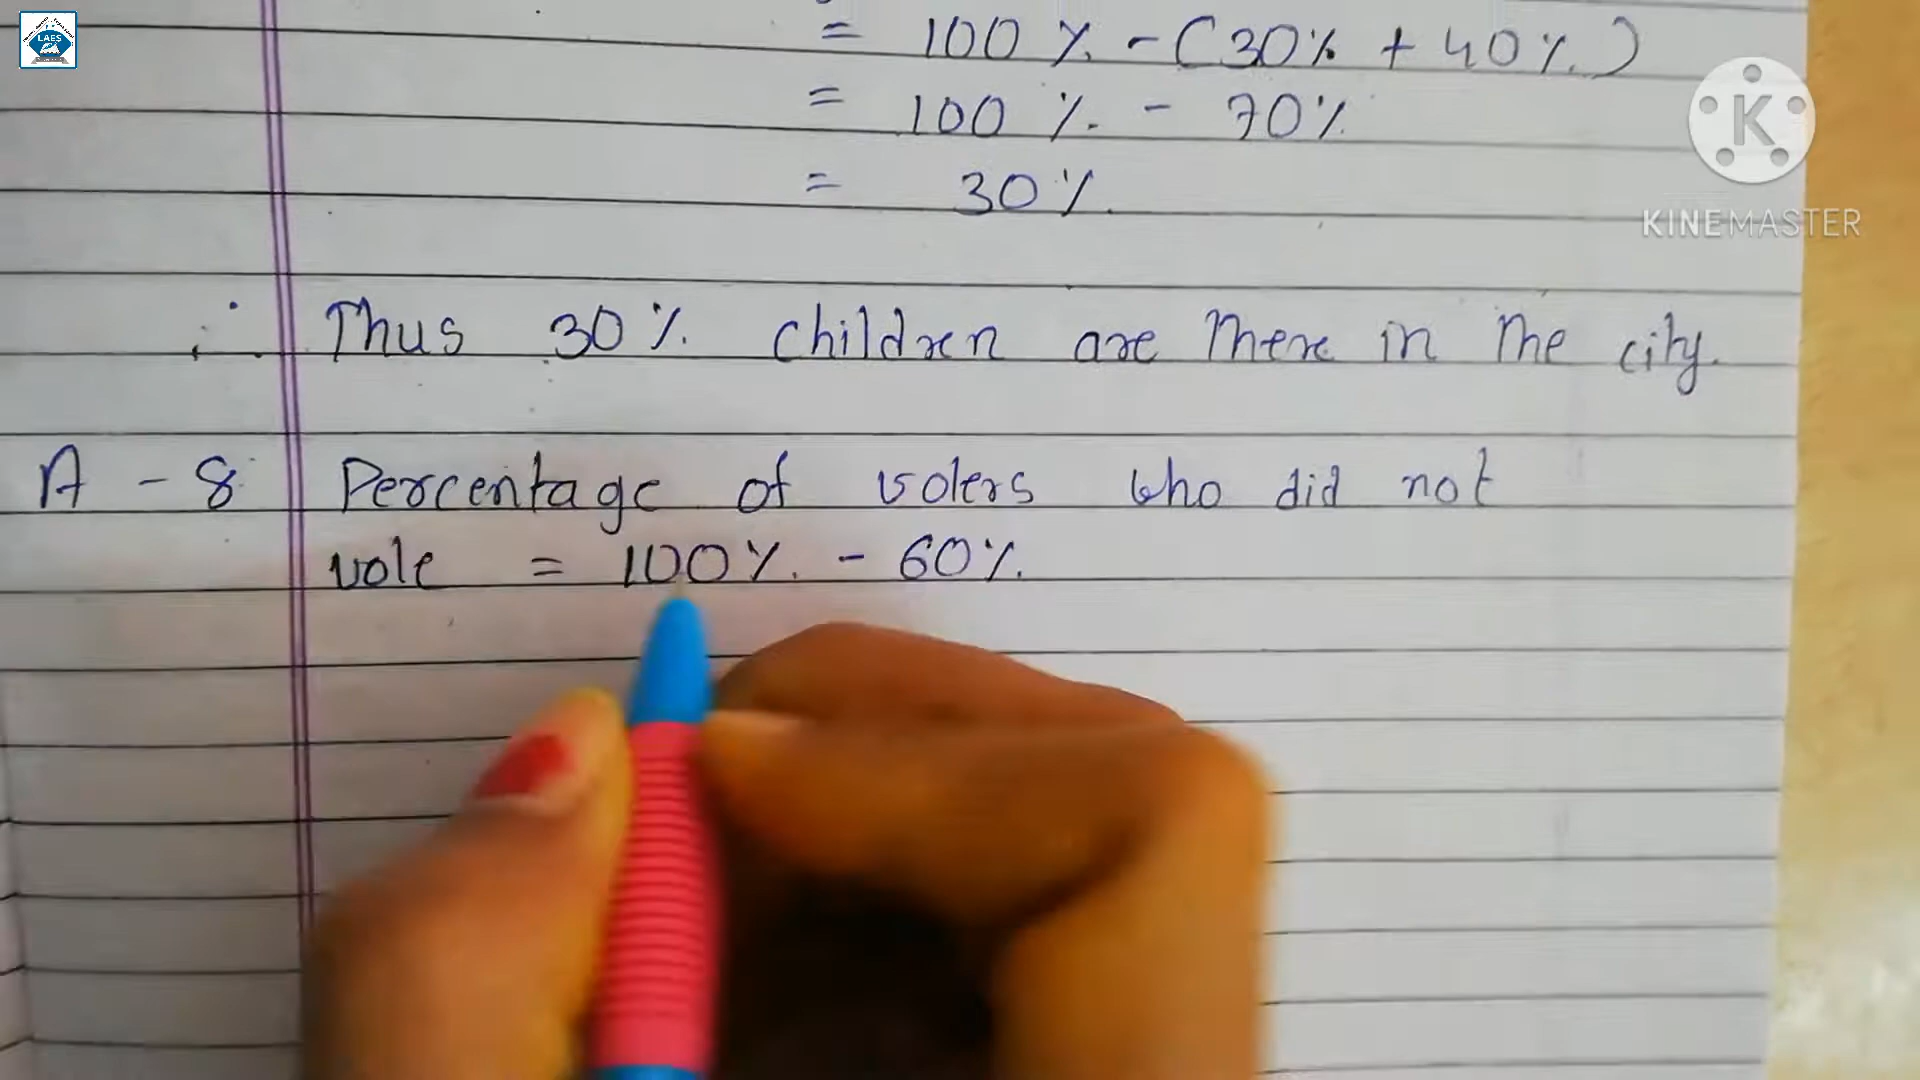 LAES
= 100 % - (30% + 40%)
= 100 % - 70%
= 30%
KINEMASTER
∴ Thus 30% children are there in the city.
A - 8 Percentage of voters who did not
vote = 100% - 60%